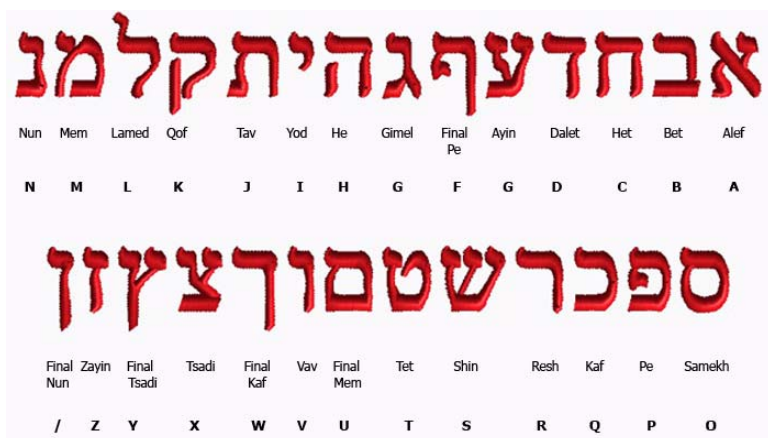 אבחדעףגהיתקלמנ
Nun Mem Lamed Qof Tav Yod He Gimel Final Ayin Dalet Het Bet Alef
Pe
N M L K J I H G F G D C B A
ספכרשטםוךצץזן
Final Zayin Final Tsadi Final Vav Final Tet Shin Resh Kaf Pe Samekh
Nun Tsadi Kaf Mem
/ Z Y X W V U T S R Q P O